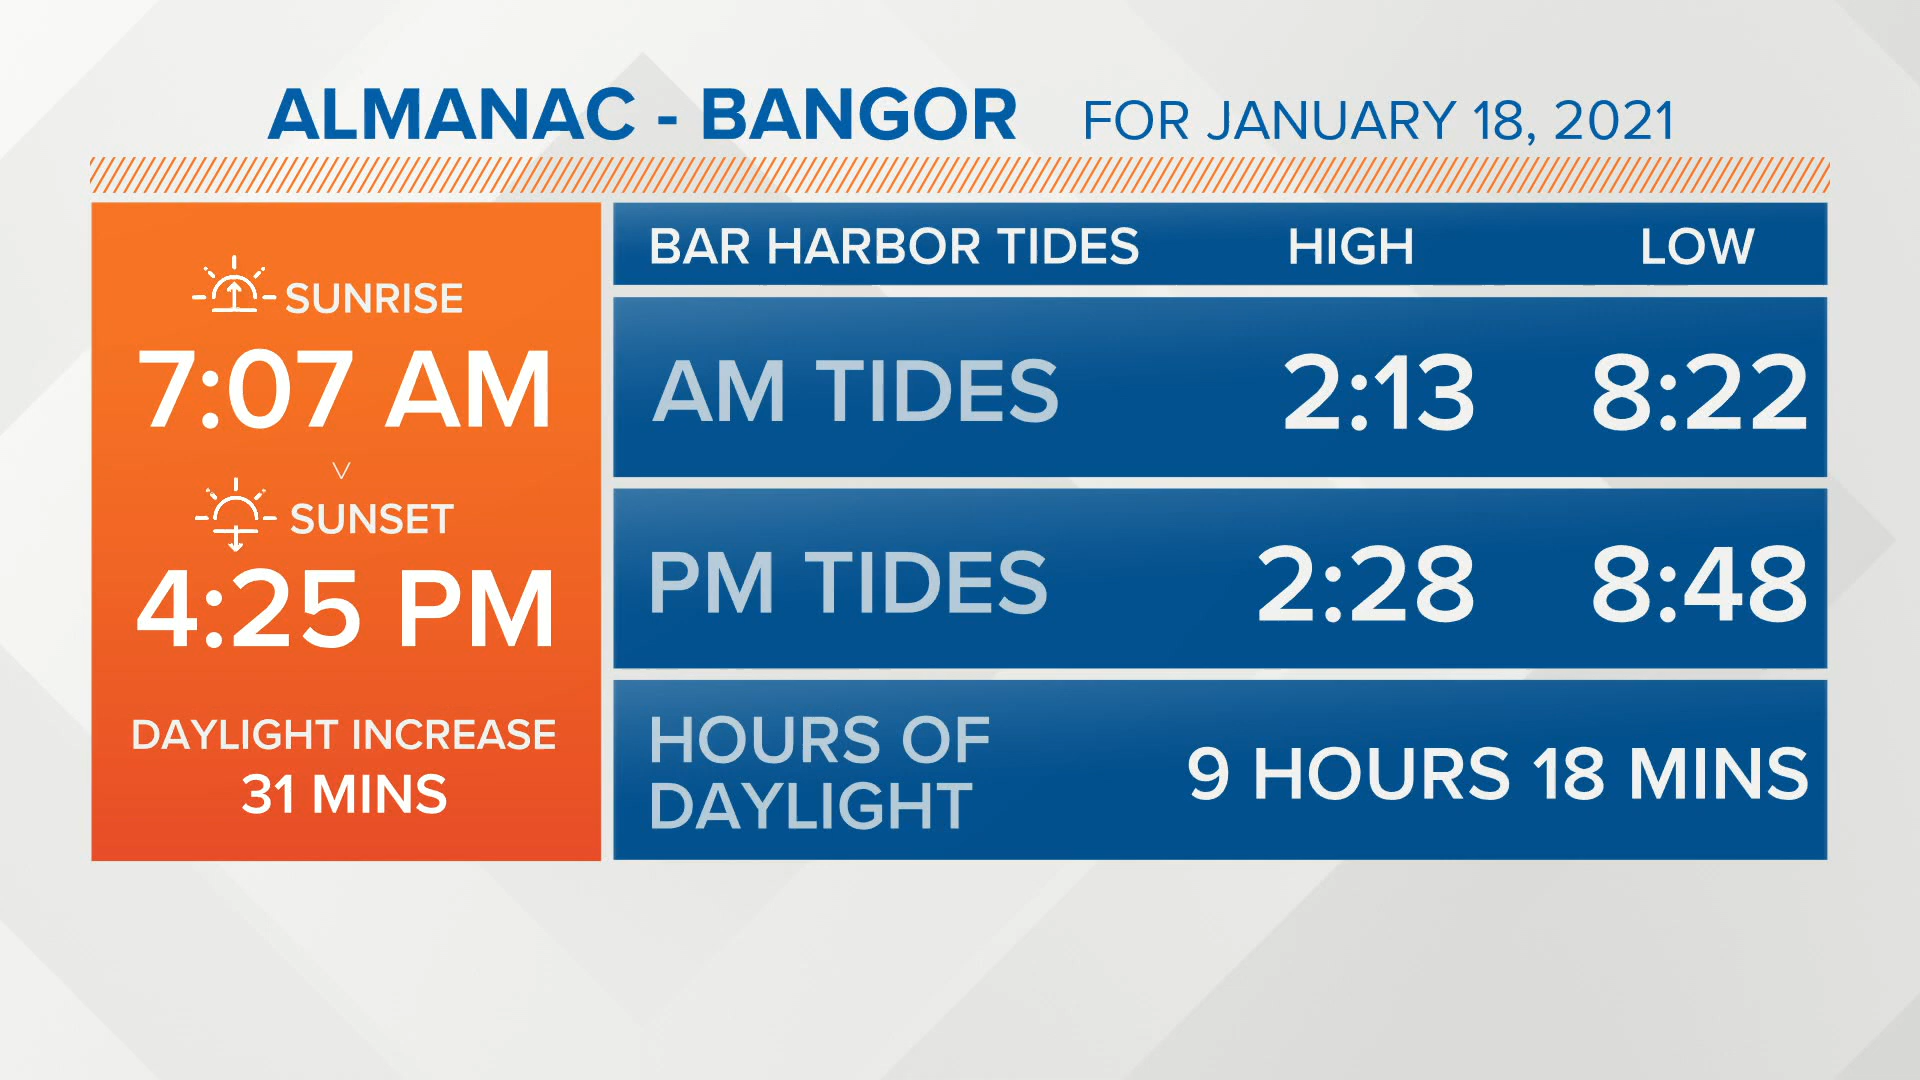 ALMANAC - BANGOR FOR JANUARY 18, 2021
SUNRISE
7:07 AM
SUNSET
4:25 PM
DAYLIGHT INCREASE
31 MINS
BAR HARBOR TIDES HIGH LOW
AM TIDES 2:13 8:22
PM TIDES 2:28 8:48
HOURS OF
DAYLIGHT
9 HOURS 18 MINS